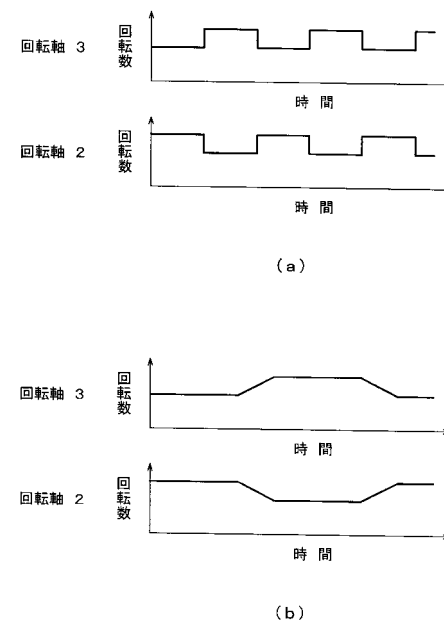 回転軸 3
回転数
時 間
回転軸 2
回転数
時 間
(a)
回転軸 3
回転数
時 間
回転軸 2
回転数
時 間
(b)